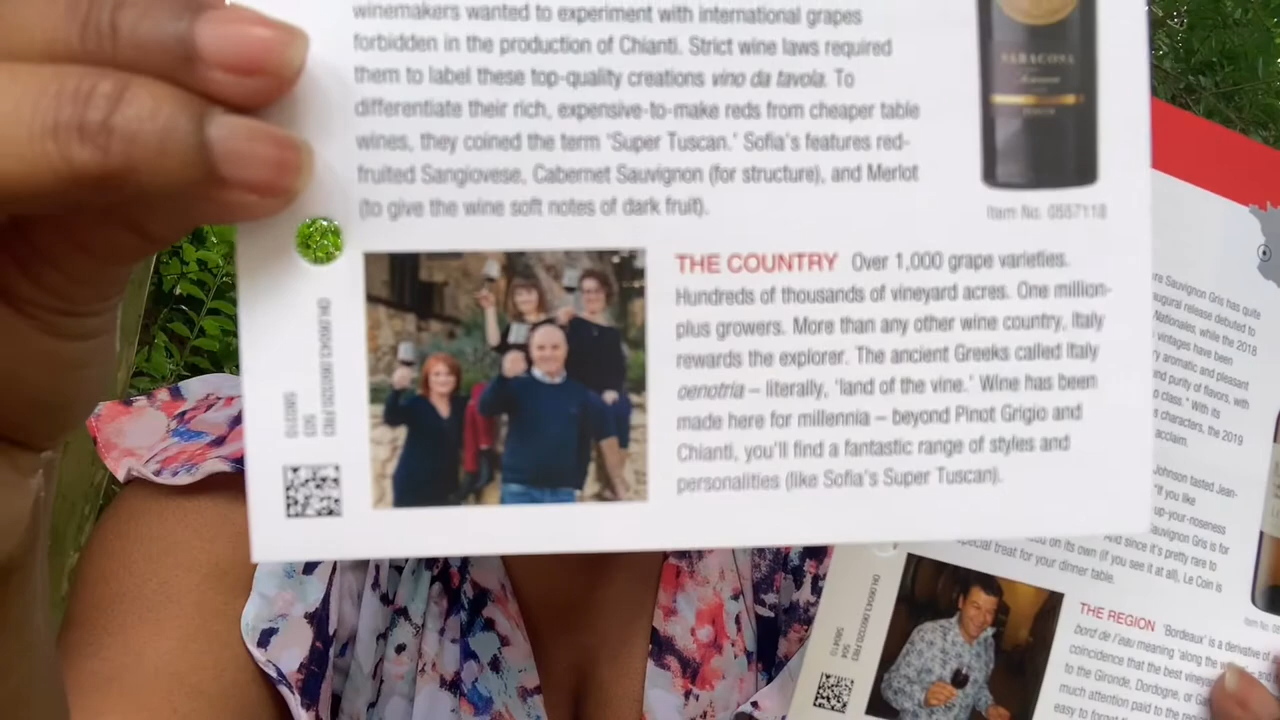 winemakers wanted to experiment with international grapes
forbidden in the production of Chianti. Strict wine laws required
them to label these top-quality creations vino da tavola. To
differentiate their rich, expensive-to-make reds from cheaper table
wines, they coined the term 'Super Tuscan.' Sofia's features red-
fruited Sangiovese, Cabernet Sauvignon (for structure), and Merlot
(to give the wine soft notes of dark fruit).
Item No. 0557118
THE COUNTRY Over 1,000 grape varieties.
Hundreds of thousands of vineyard acres. One million-
plus growers. More than any other wine country, Italy
rewards the explorer. The ancient Greeks called Italy
oenotria – literally, 'land of the vine.' Wine has been
made here for millennia – beyond Pinot Grigio and
Chianti, you'll find a fantastic range of styles and
personalities (like Sofia's Super Tuscan).
503
Sauvignon Gris has quite
inaugural release debuted to
Nationales, while the 2018
vintages have been
aromatic and pleasant
and purity of flavors, with
class." With its
characters, the 2019
acclaim.
Johnson tasted Jean-
"If you like
up-your-noseness
Sauvignon Gris is for
And since it's pretty rare to
on its own (if you see it at all), Le Coin is
special treat for your dinner table.
504
THE REGION 'Bordeaux' is a derivative of
bord de l'eau meaning 'along the
coincidence that the best
to the Gironde, Dordogne, or
much attention paid to the
easy to forget